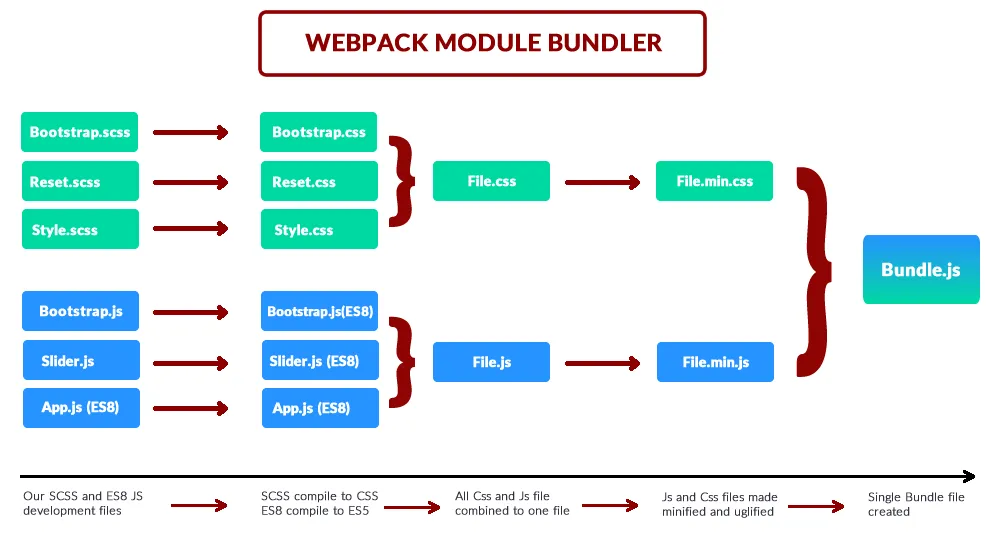 WEBPACK MODULE BUNDLER
Bootstrap.scss
Bootstrap.css
Reset.scss
Reset.css
File.css
File.min.css
Style.scss
Style.css
Bundle.js
Bootstrap.js
Bootstrap.js(ES8)
Slider.js
Slider.js (ES8)
File.js
File.min.js
App.js (ES8)
App.js (ES8)
Our SCSS and ES8 JS
development files
SCSS compile to CSS
ES8 compile to ES5
All Css and Js file
combined to one file
Js and Css files made
minified and uglified
Single Bundle file
created